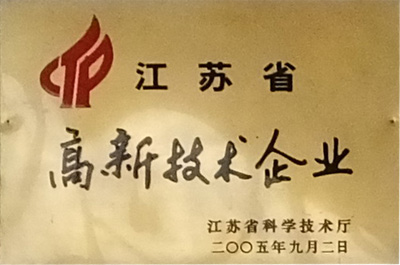 江苏省
高新技术企业
江苏省科学技术厅
二〇〇五年九月二日